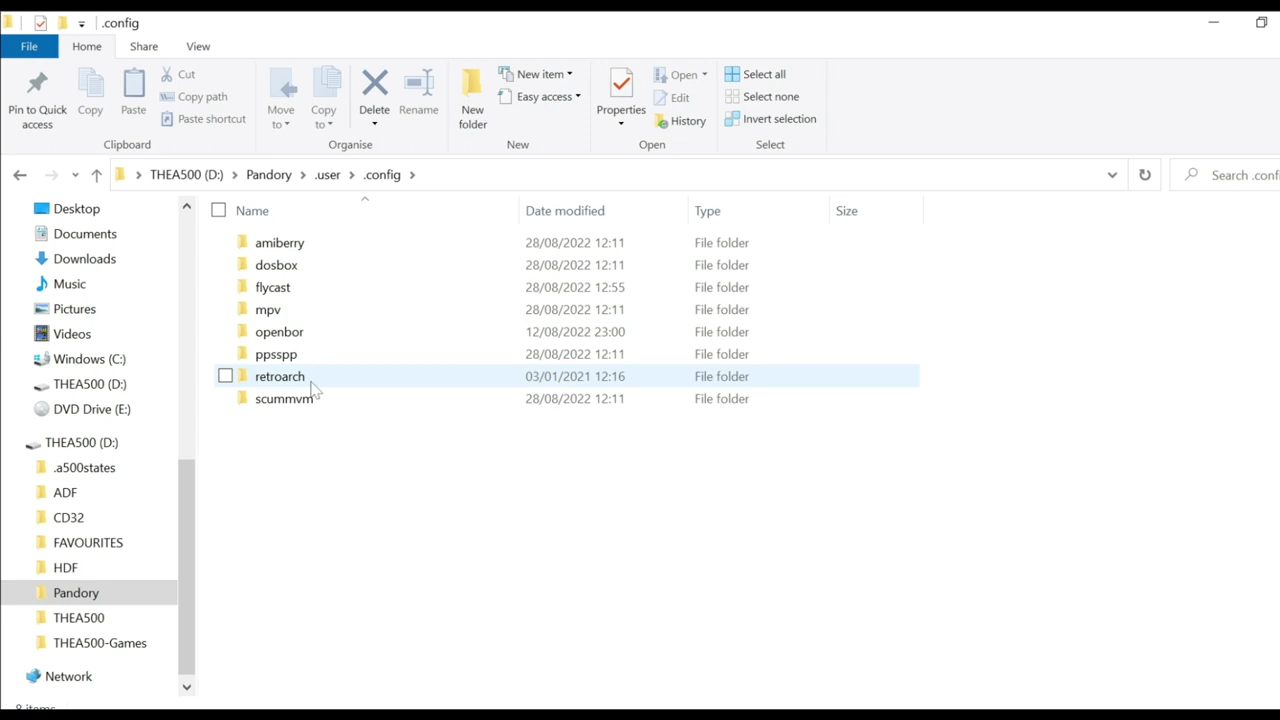 .config
File Home Share View
Pin to Quick access
Copy
Paste
Cut
Copy path
Paste shortcut
Clipboard
Move to
Copy to
Delete
Rename
Organise
New folder
New item
Easy access
New
Properties
Open
Edit
History
Open
Select all
Select none
Invert selection
Select
THEA500 (D:) Pandory .user .config
Search .confi
Desktop
Documents
Downloads
Music
Pictures
Videos
Windows (C:)
THEA500 (D:)
DVD Drive (E:)
THEA500 (D:)
.a500states
ADF
CD32
FAVOURITES
HDF
Pandory
THEA500
THEA500-Games
Network
Name Date modified Type Size
amiberry 28/08/2022 12:11 File folder
dosbox 28/08/2022 12:11 File folder
flycast 28/08/2022 12:55 File folder
mpv 28/08/2022 12:11 File folder
openbor 12/08/2022 23:00 File folder
ppsspp 28/08/2022 12:11 File folder
retroarch 03/01/2021 12:16 File folder
scummvm 28/08/2022 12:11 File folder
8 items